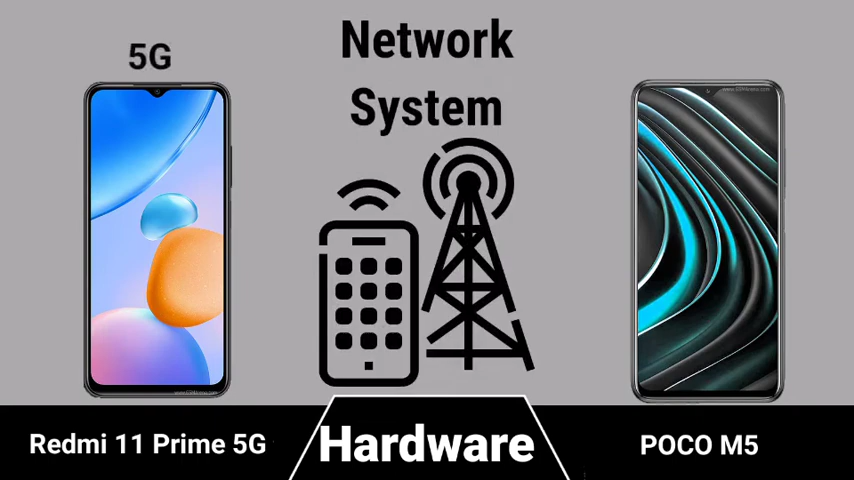 Network
System
5G
Redmi 11 Prime 5G
Hardware
POCO M5